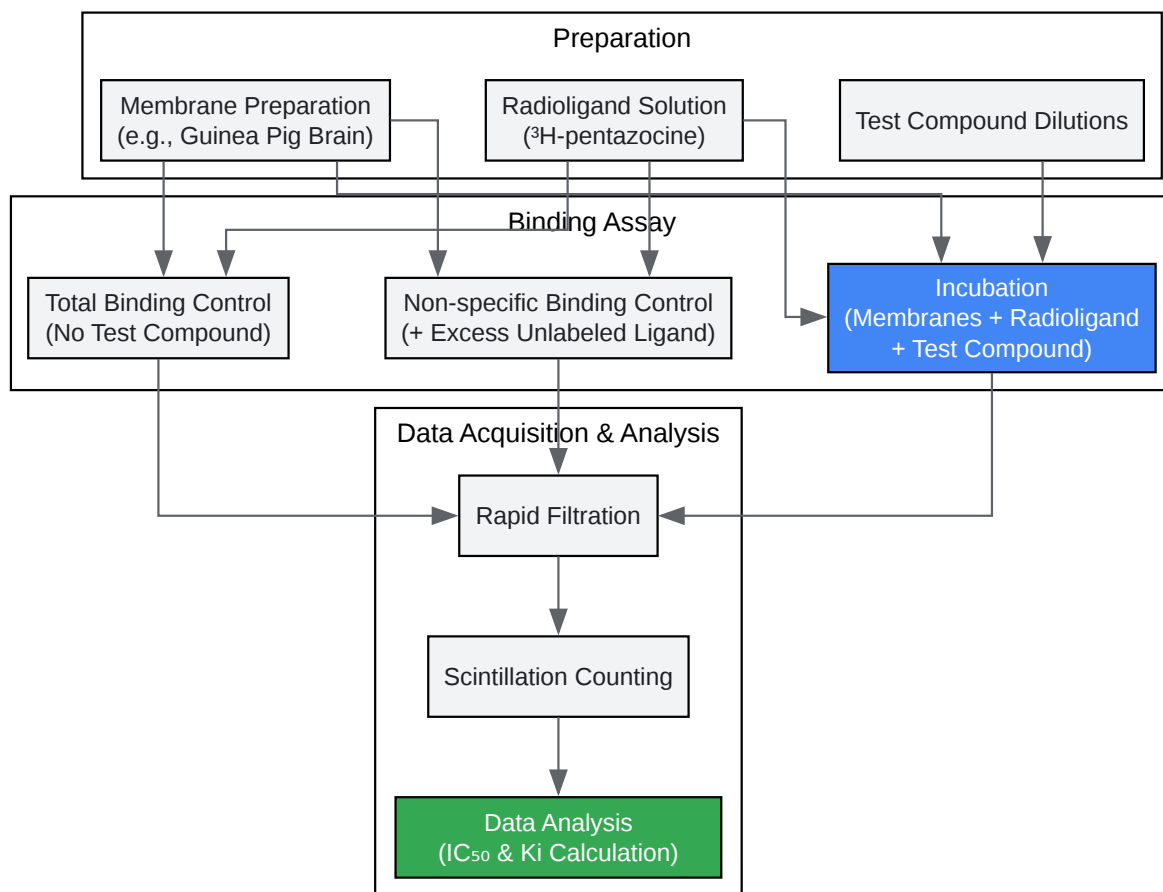 Preparation
Membrane Preparation
(e.g., Guinea Pig Brain)
Radioligand Solution
(³H-pentazocine)
Test Compound Dilutions
Binding Assay
Total Binding Control
(No Test Compound)
Non-specific Binding Control
(+ Excess Unlabeled Ligand)
Incubation
(Membranes + Radioligand
+ Test Compound)
Data Acquisition & Analysis
Rapid Filtration
Scintillation Counting
Data Analysis
(IC₅₀ & Ki Calculation)